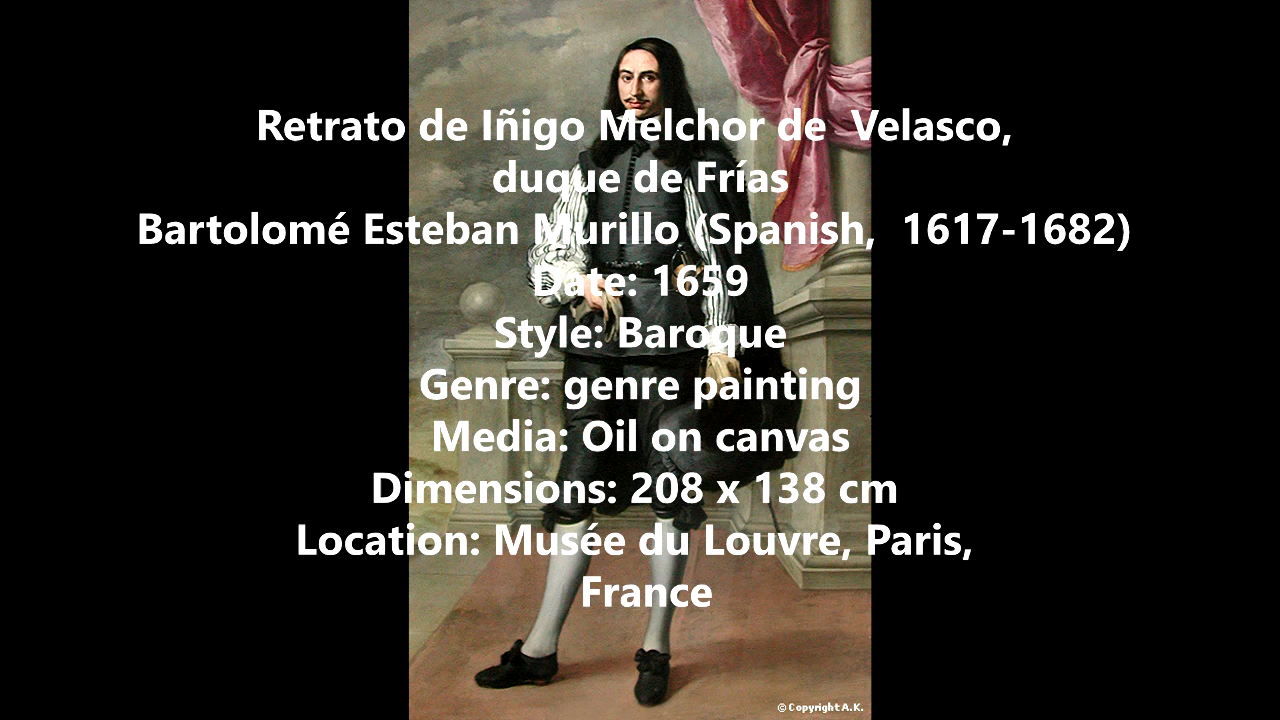 Retrato de Iñigo Melchor de  Velasco,
duque de Frías
Bartolomé Esteban Murillo (Spanish,  1617-1682)
Date: 1659
Style: Baroque
Genre: genre painting
Media: Oil on canvas
Dimensions: 208 x 138 cm
Location: Musée du Louvre, Paris,
France
© Copyright A.K.